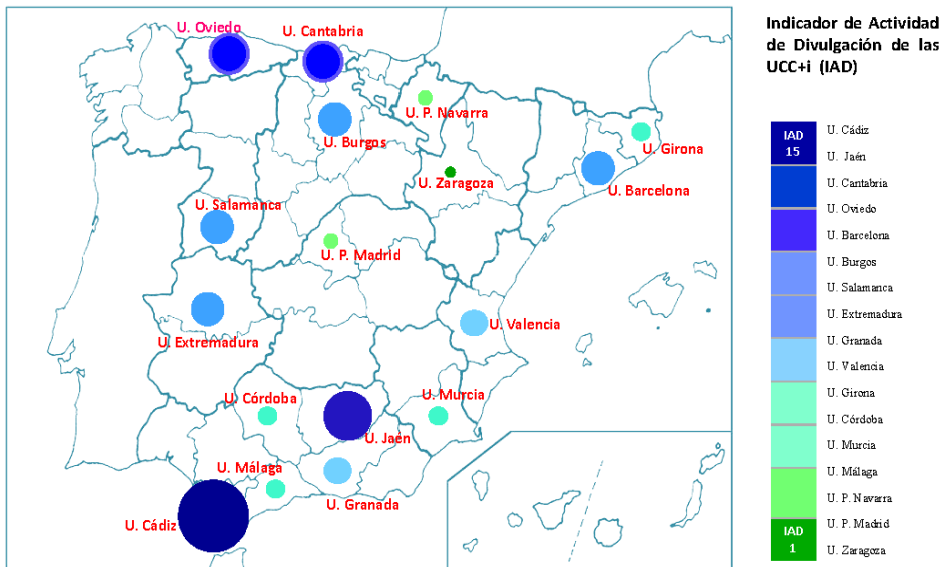 U. Oviedo
U. Cantabria
U. P. Navarra
U. Burgos
U. Girona
U. Zaragoza
U. Barcelona
U. Salamanca
U. P. Madrid
U. Valencia
U. Extremadura
U. Córdoba
U. Murcia
U. Jaén
U. Málaga
U. Granada
U. Cádiz
Indicador de Actividad
de Divulgación de las
UCC+i (IAD)
IAD
15
U. Cádiz
U. Jaén
U. Cantabria
U. Oviedo
U. Barcelona
U. Burgos
U. Salamanca
U. Extremadura
U. Granada
U. Valencia
U. Girona
U. Córdoba
U. Murcia
U. Málaga
U. P. Navarra
U. P. Madrid
U. Zaragoza
IAD
1